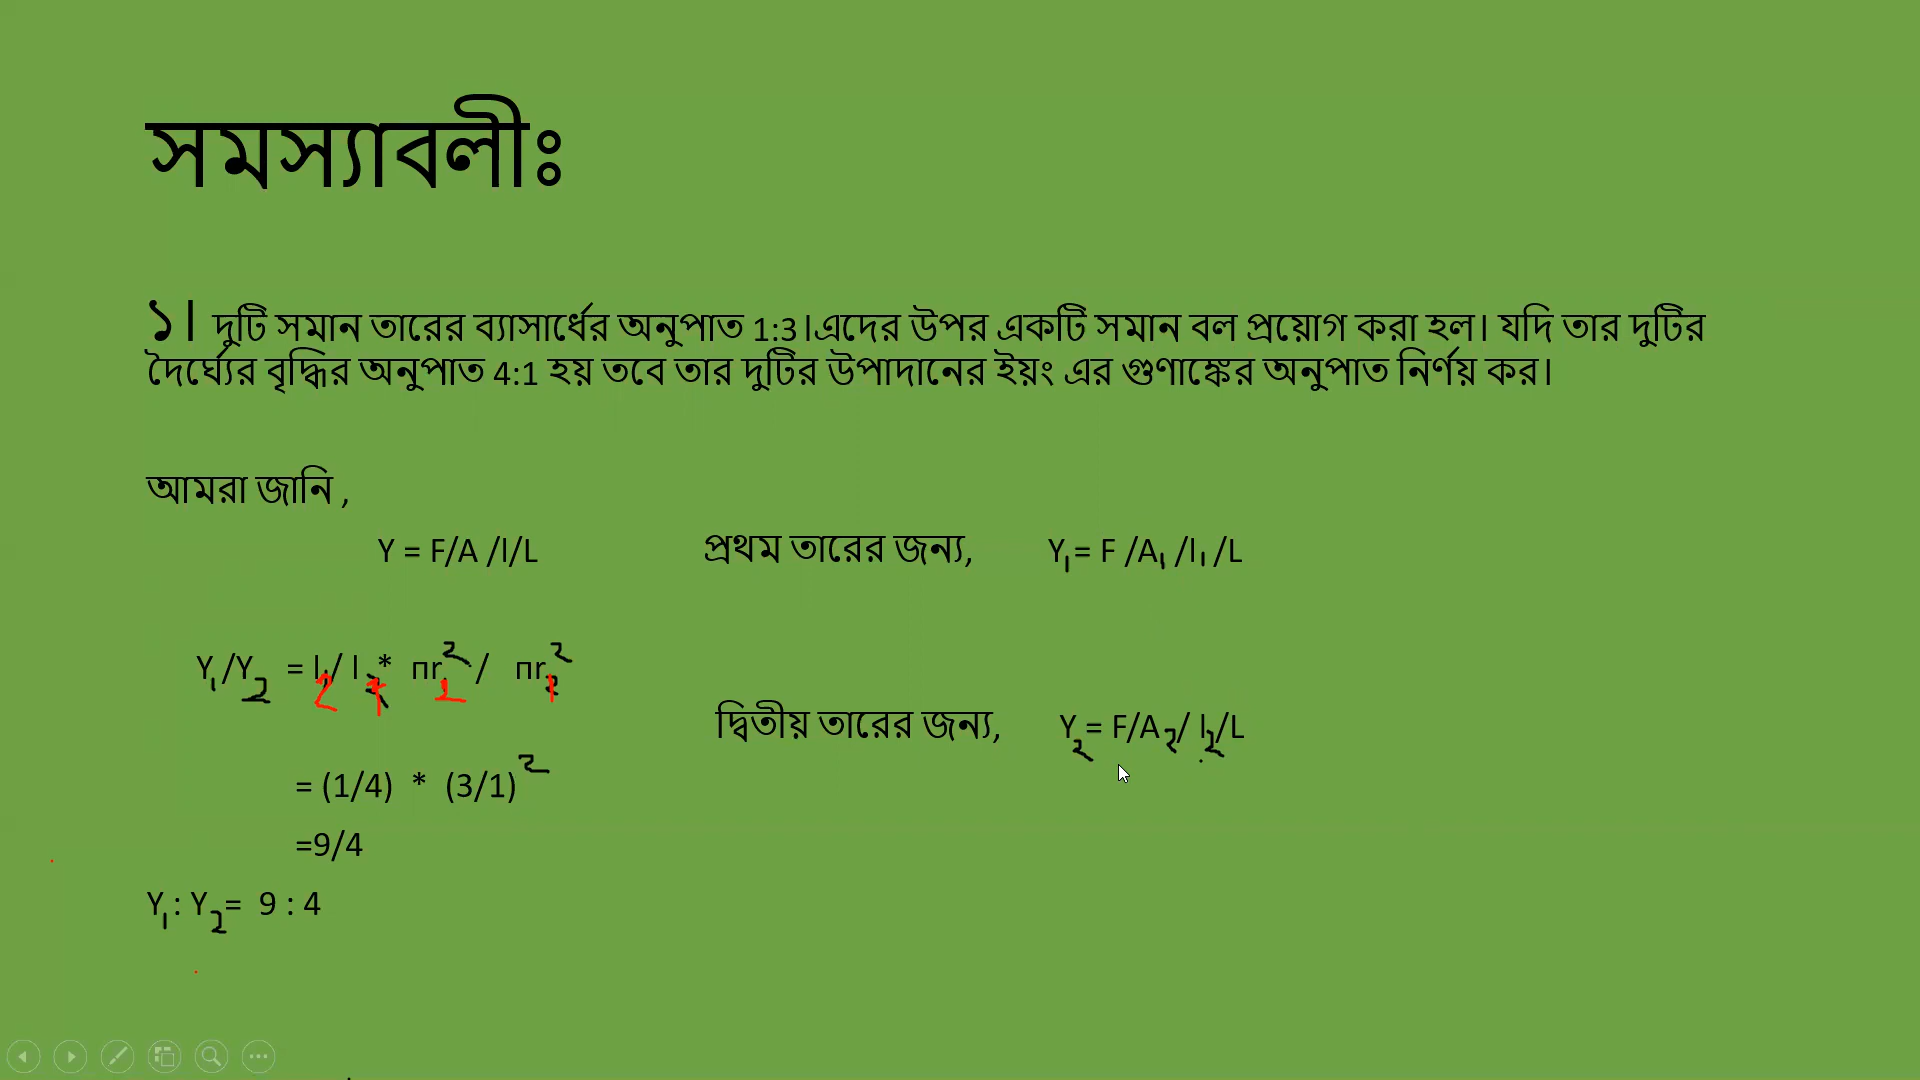 সমস্যাবলীঃ
১। দুটি সমান তারের ব্যাসার্ধের অনুপাত 1:3।এদের উপর একটি সমান বল প্রয়োগ করা হল। যদি তার দুটির
দৈর্ঘ্যের বৃদ্ধির অনুপাত 4:1 হয় তবে তার দুটির উপাদানের ইয়ং এর গুণাঙ্কের অনুপাত নির্ণয় কর।
আমরা জানি ,
Y = F/A /l/L প্রথম তারের জন্য, Y₁= F /A₁ /l₁ /L
Y₁/Y₂ = l₂/ l₁* πr₂² / πr₁²
দ্বিতীয় তারের জন্য, Y₂= F/A₂/ l₂/L
= (1/4) * (3/1)²
=9/4
Y₁: Y₂= 9 : 4